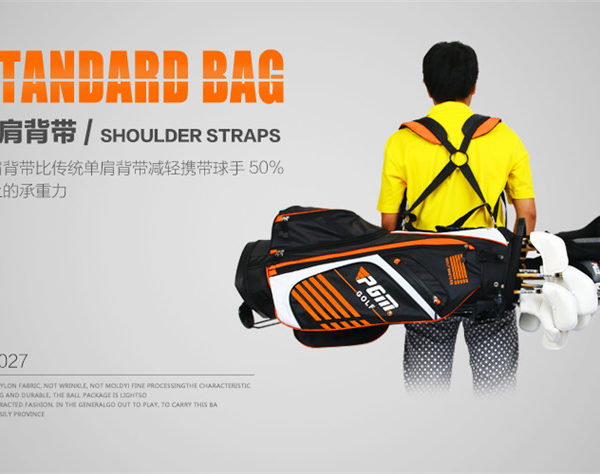 TANDARD BAG
肩背带 / SHOULDER STRAPS
肩背带比传统单肩背带减轻携带球手 50%
的承重力
027
YLON FABRIC, NOT WRINKLE, NOT MOLDYI FINE PROCESSINGTHE CHARACTERISTIC
G AND DURABLE, THE BALL PACKAGE IS LIGHTSO
RACTED FASHION. IN THE GENERALGO OUT TO PLAY, TO CARRY THIS BA
SILY PROVINCE
PGM
GOLF